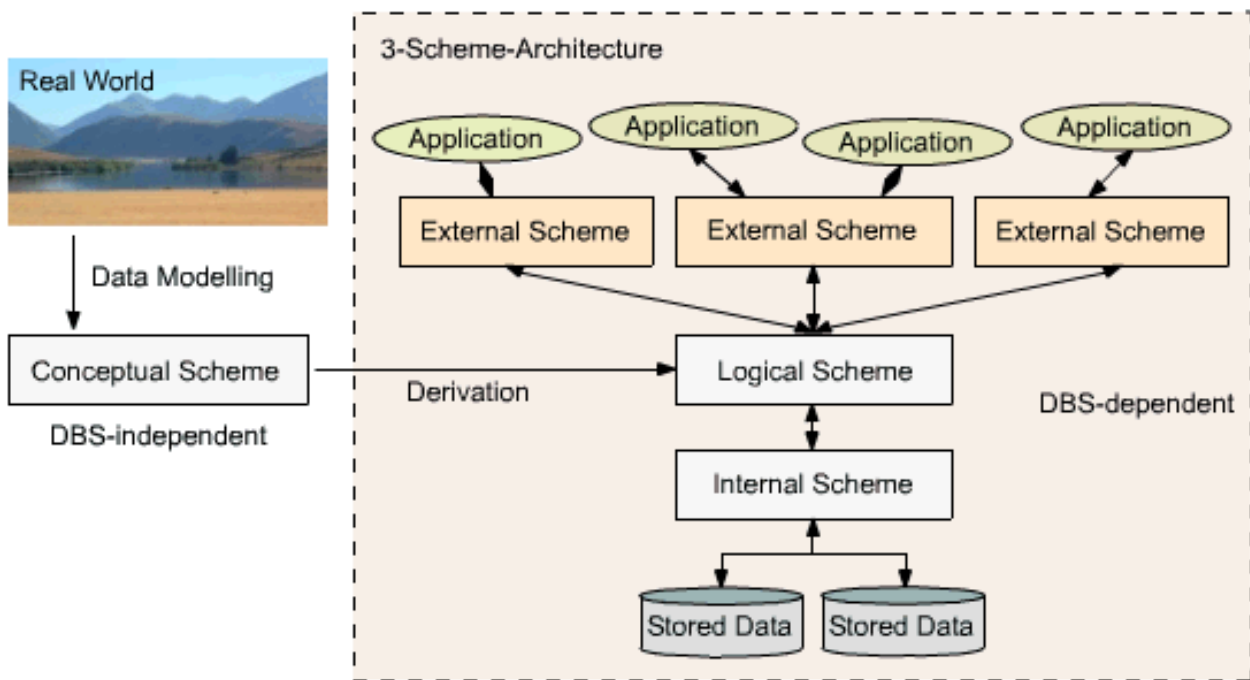 3-Scheme-Architecture
Real World
Application
Application
Application
Application
External Scheme
External Scheme
External Scheme
Data Modelling
Conceptual Scheme
Logical Scheme
Derivation
DBS-dependent
DBS-independent
Internal Scheme
Stored Data
Stored Data